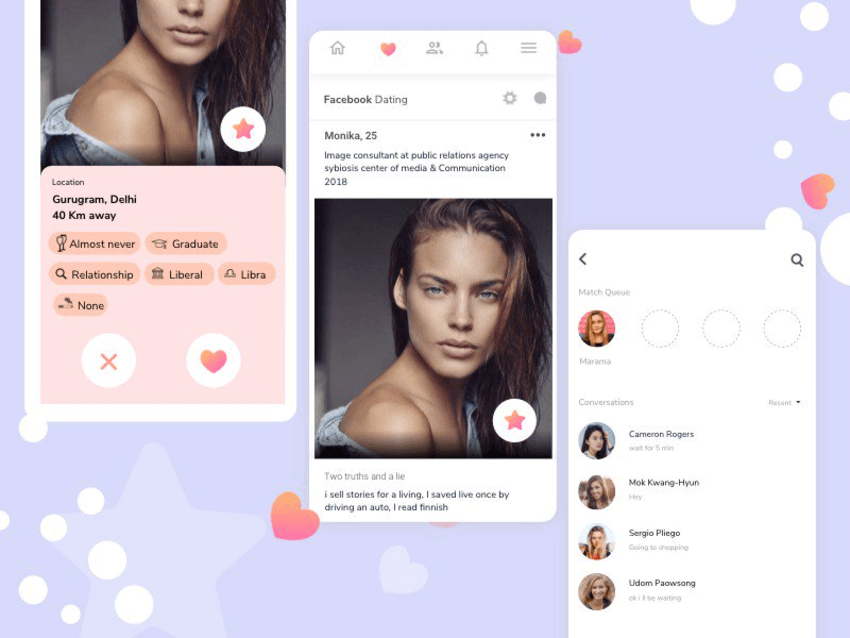 Location
Gurugram, Delhi
40 Km away
Almost never
Graduate
Relationship
Liberal
Libra
None
Facebook Dating
Monika, 25
Image consultant at public relations agency
sybiosis center of media & Communication
2018
Two truths and a lie
i sell stories for a living, I saved live once by
driving an auto, I read finnish
Match Queue
Marama
Conversations
Recent
Cameron Rogers
wait for 5 min
Mok Kwang-Hyun
Hey
Sergio Pliego
Going to shopping
Udom Paowsong
ok i ll be waiting